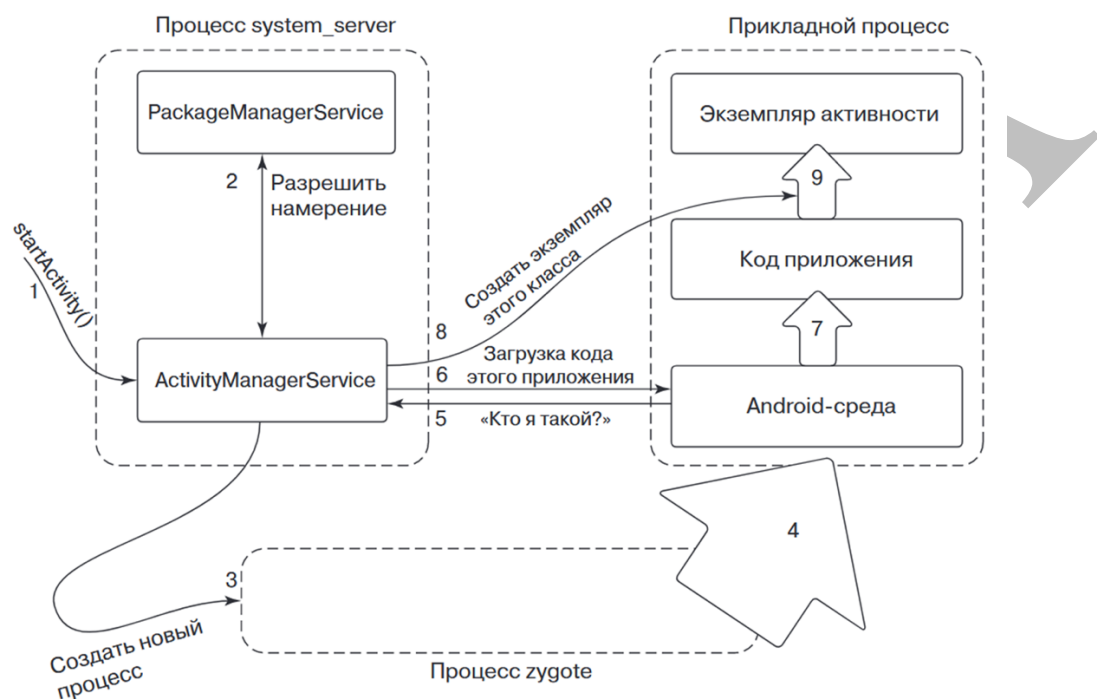 Процесс system_server
Прикладной процесс
PackageManagerService
Экземпляр активности
2
Разрешить
намерение
9
startActivity()
1
Создать экземпляр
этого класса
Код приложения
8
7
ActivityManagerService
Загрузка кода
6
этого приложения
5
«Кто я такой?»
Android-среда
4
3
Создать новый
процесс
Процесс zygote